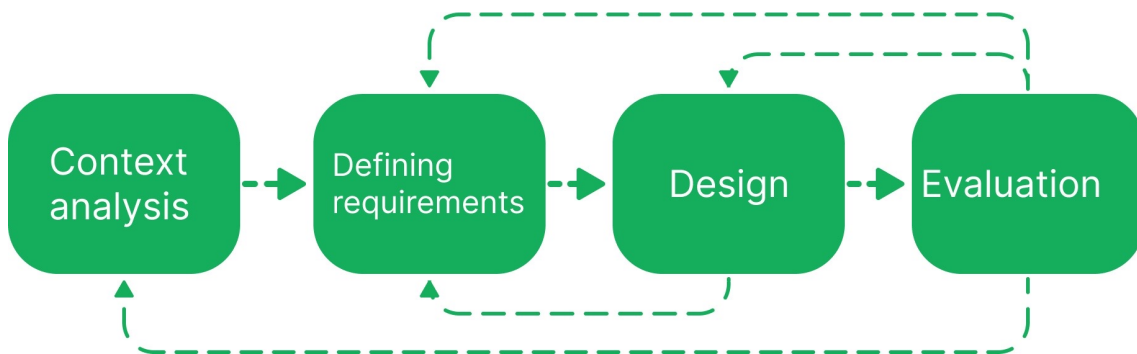 Context
analysis
Defining
requirements
Design
Evaluation